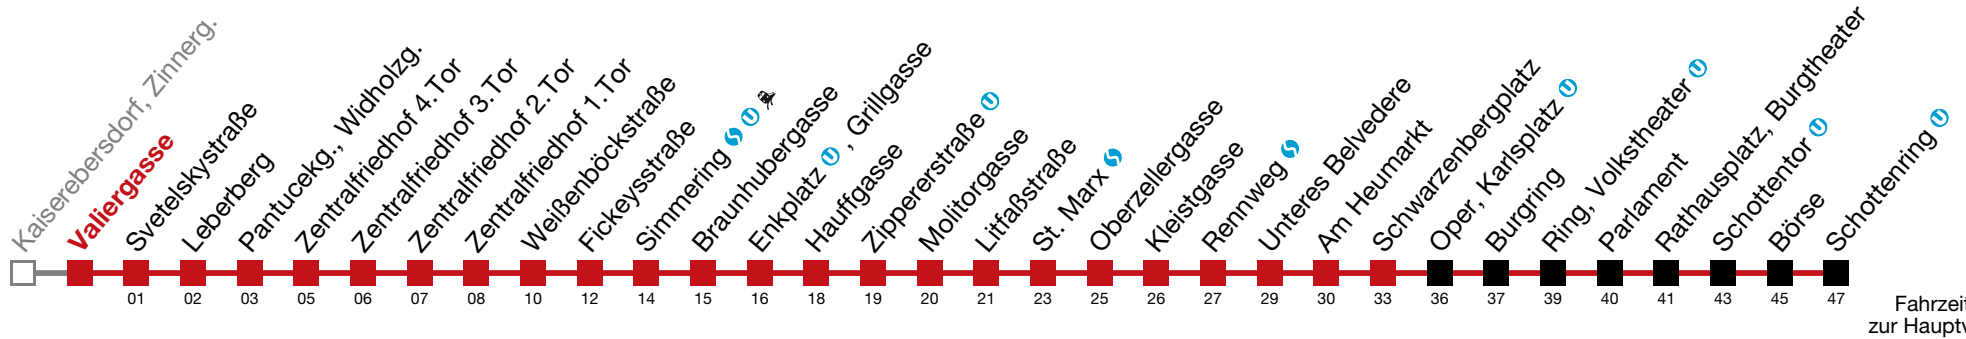 Kaiserebersdorf, Zinnerg.
Valiergasse
Svetelskystraße
Leberberg
Pantucekg., Widholzg.
Zentralfriedhof 4.Tor
Zentralfriedhof 3.Tor
Zentralfriedhof 2.Tor
Zentralfriedhof 1.Tor
Weißenböckstraße
Fickeysstraße
Simmering S U
Braunhubergasse
Enkplatz U , Grillgasse
Hauffgasse
Zippererstraße U
Molitorgasse
Litfaßstraße
St. Marx S
Oberzellergasse
Kleistgasse
Rennweg S
Unteres Belvedere
Am Heumarkt
Schwarzenbergplatz
Oper, Karlsplatz U
Burgring
Ring, Volkstheater U
Parlament
Rathausplatz, Burgtheater
Schottentor U
Börse
Schottenring U
01 02 03 05 06 07 08 10 12 14 15 16 18 19 20 21 23 25 26 27 29 30 33 36 37 39 40 41 43 45 47
Fahrzeit
zur Hauptv